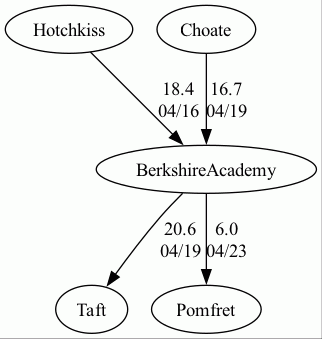 Hotchkiss
Choate
18.4
04/16
16.7
04/19
BerkshireAcademy
20.6
04/19
6.0
04/23
Taft
Pomfret